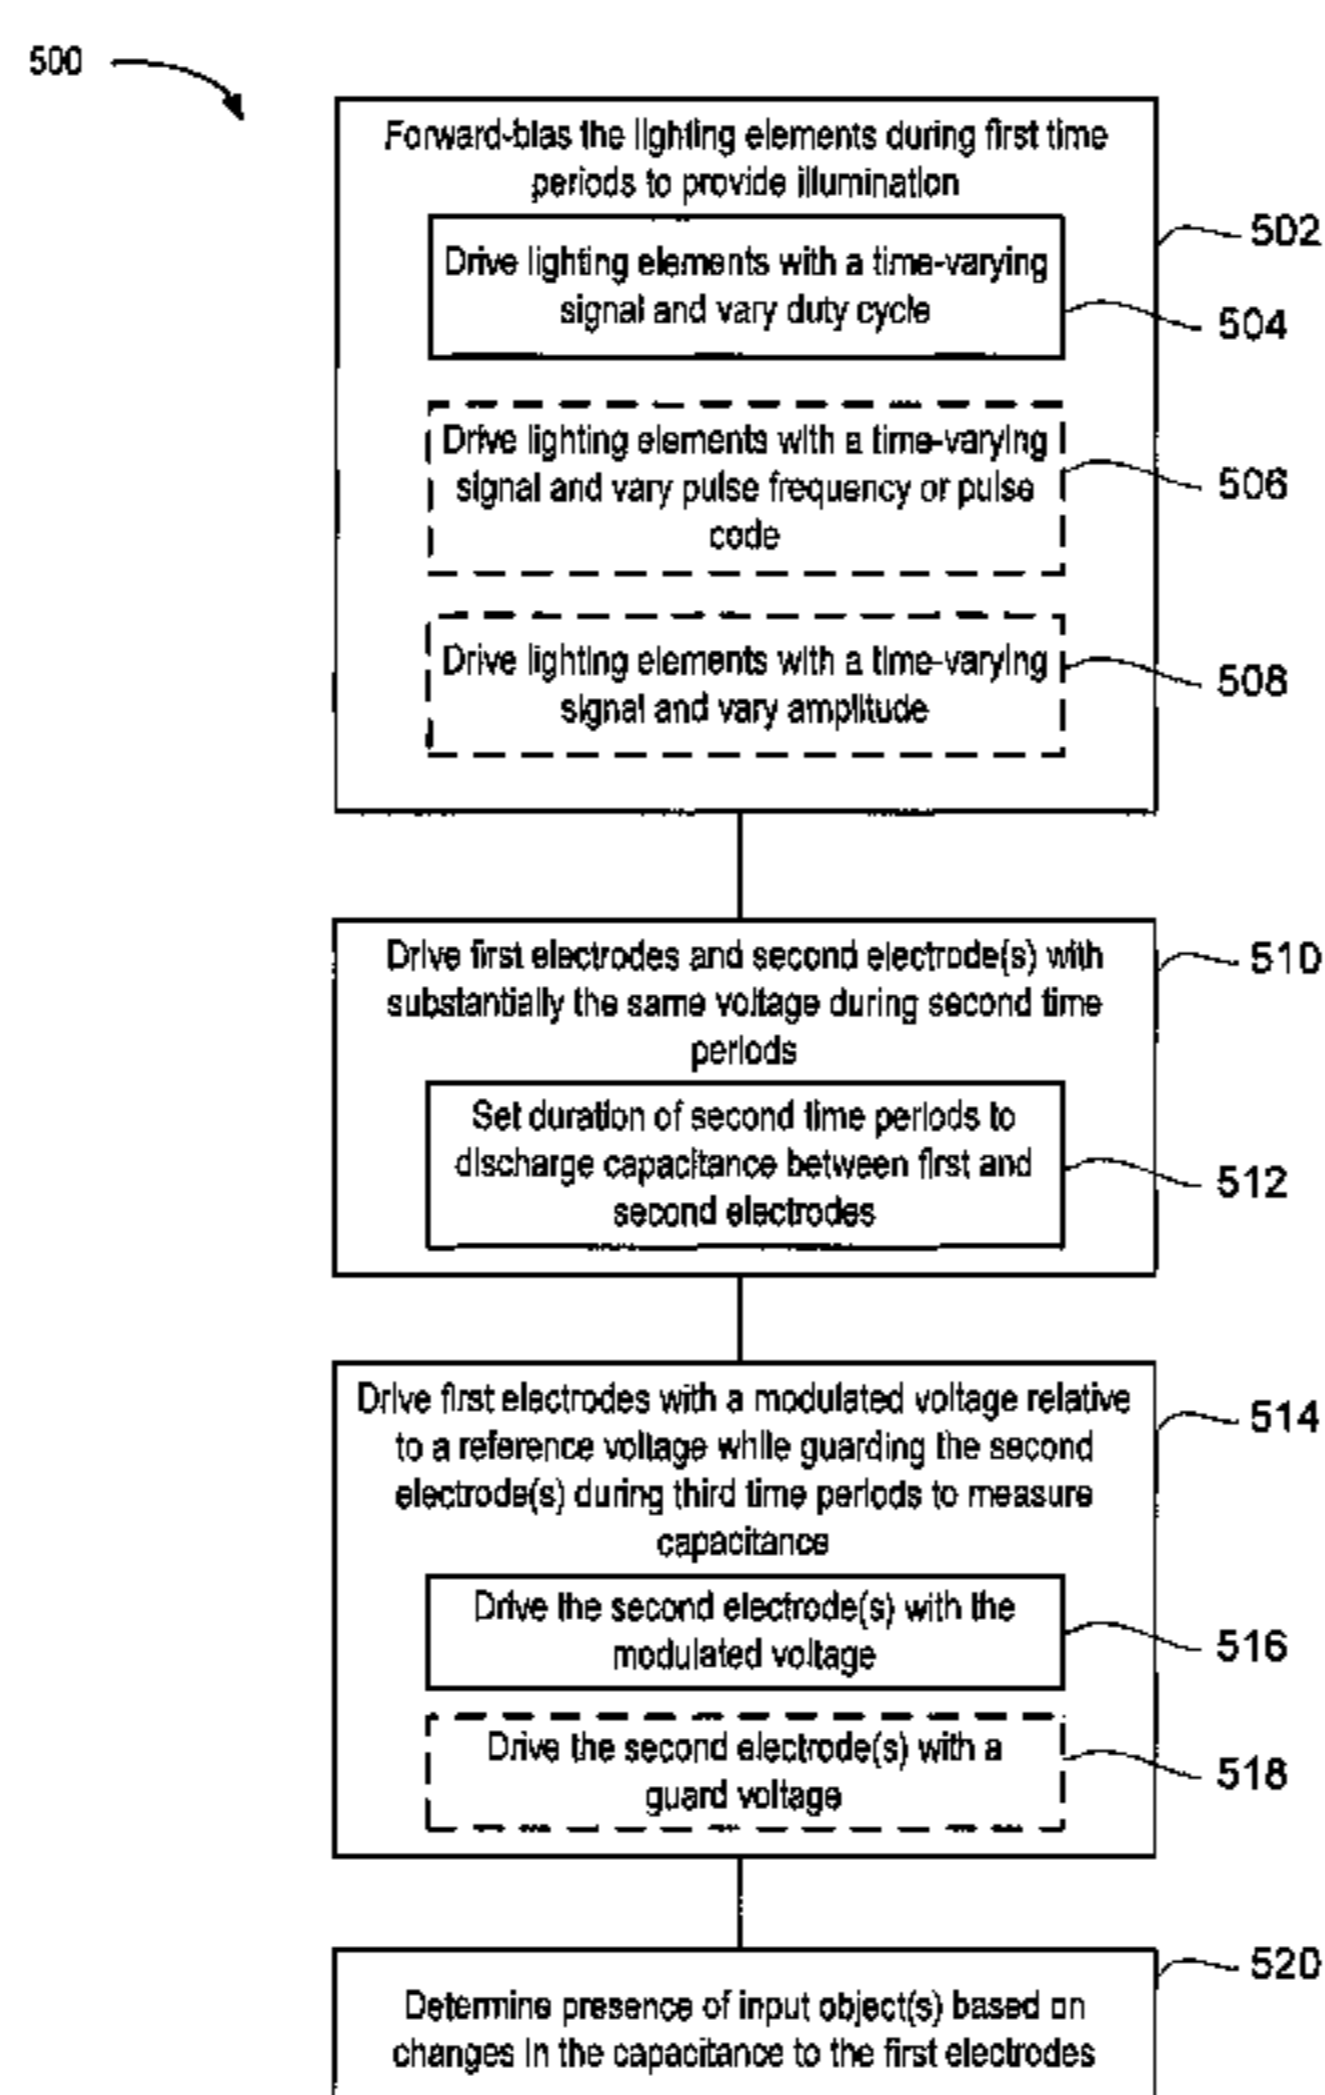 500
Forward-bias the lighting elements during first time
periods to provide illumination
502
Drive lighting elements with a time-varying
signal and vary duty cycle
504
Drive lighting elements with a time-varying
signal and vary pulse frequency or pulse
code
506
Drive lighting elements with a time-varying
signal and vary amplitude
508
Drive first electrodes and second electrode(s) with
substantially the same voltage during second time
periods
510
Set duration of second time periods to
discharge capacitance between first and
second electrodes
512
Drive first electrodes with a modulated voltage relative
to a reference voltage while guarding the second
electrode(s) during third time periods to measure
capacitance
514
Drive the second electrode(s) with the
modulated voltage
516
Drive the second electrode(s) with a
guard voltage
518
520
Determine presence of input object(s) based on
changes in the capacitance to the first electrodes